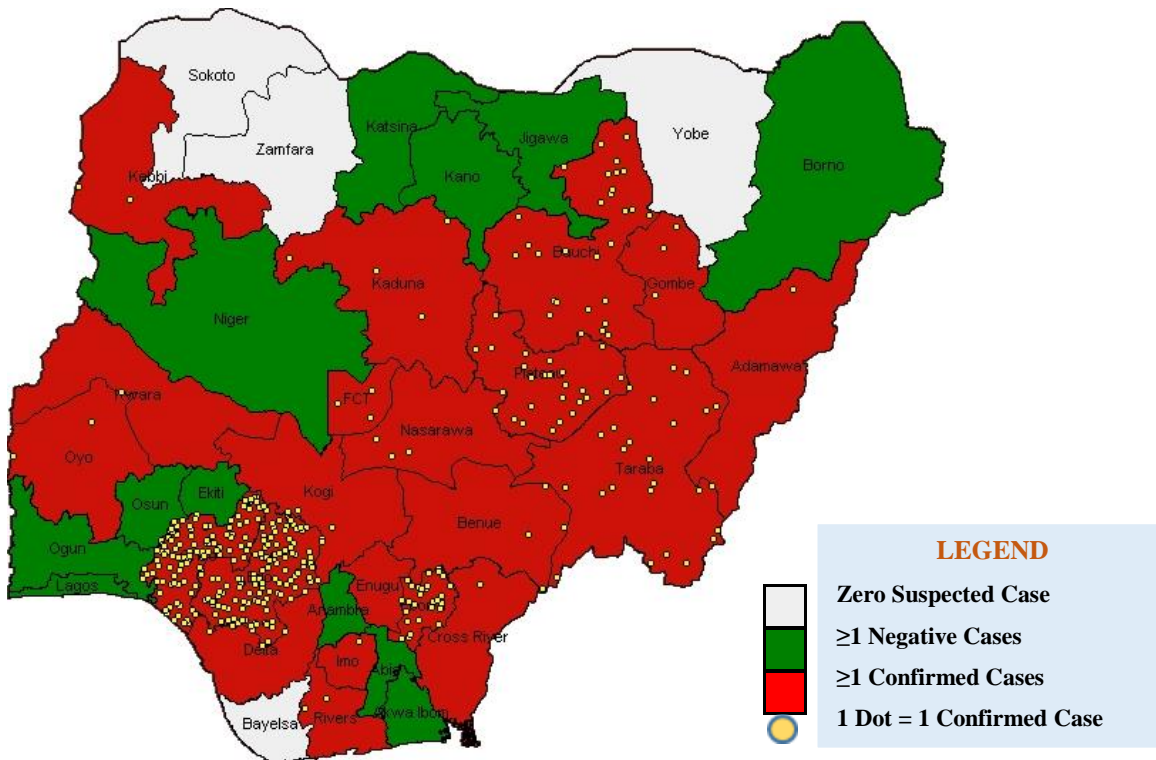 Sokoto
Katsina
Zamfara
Jigawa
Yobe
Borno
Kebbi
Kano
Bauchi
Kaduna
Gombe
Niger
Adamawa
Plateau
Kwara
FCT
Nasarawa
Oyo
Taraba
Kogi
Osun
Ekiti
Benue
Ogun
Lagos
Enugu
Anambra
Cross River
Delta
Imo
Abia
Bayelsa
Rivers
Akwa Ibom
LEGEND
Zero Suspected Case
≥1 Negative Cases
≥1 Confirmed Cases
1 Dot = 1 Confirmed Case